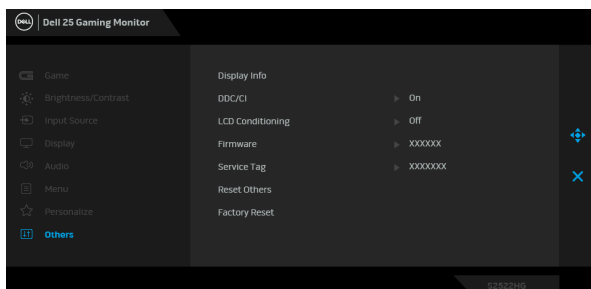 DELL Dell 25 Gaming Monitor
Game
Brightness/Contrast
Input Source
Display
Audio
Menu
Personalize
Others
Display Info
DDC/CI On
LCD Conditioning Off
Firmware XXXXXX
Service Tag XXXXXXX
Reset Others
Factory Reset
S2522HG